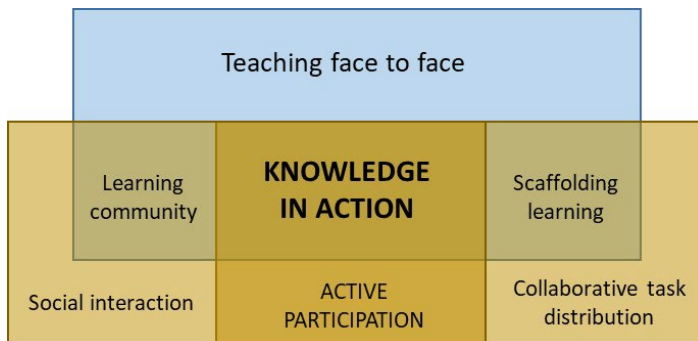 Teaching face to face
Learning
community
KNOWLEDGE
IN ACTION
Scaffolding
learning
Social interaction
ACTIVE
PARTICIPATION
Collaborative task
distribution